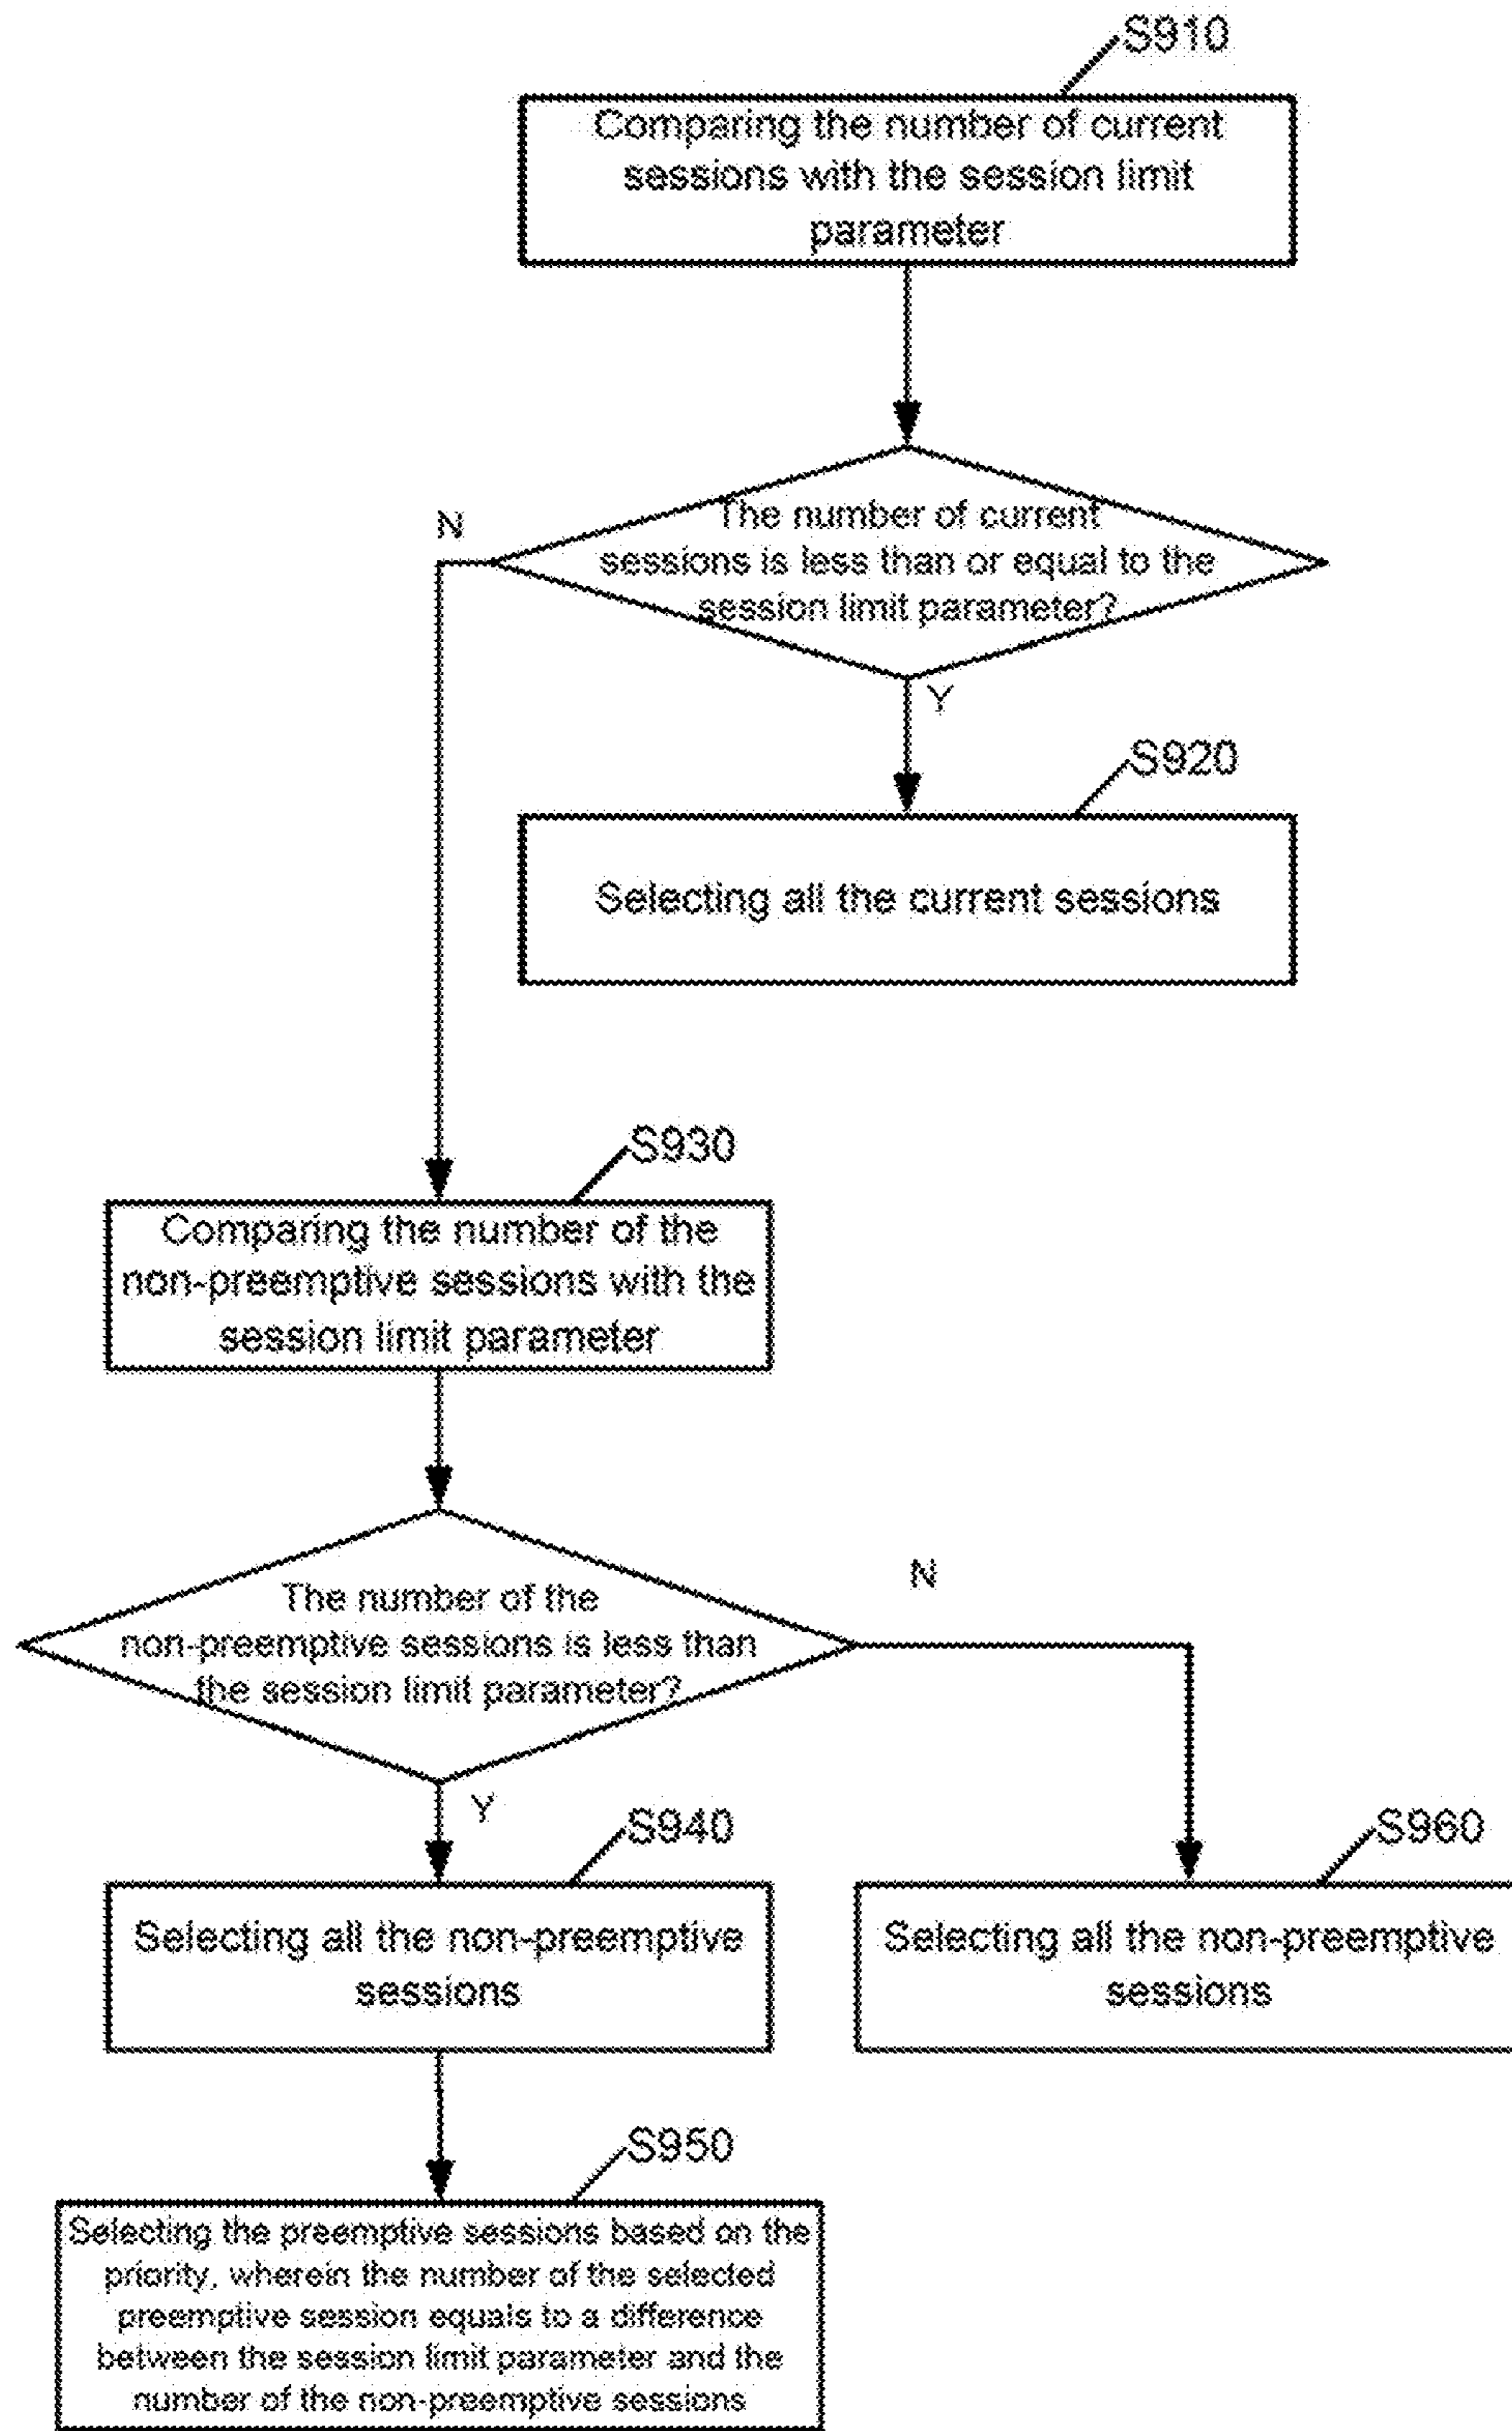 S910
Comparing the number of current
sessions with the session limit
parameter
The number of current
sessions is less than or equal to the
session limit parameter?
N
Y
S920
Selecting all the current sessions
S930
Comparing the number of the
non-preemptive sessions with the
session limit parameter
The number of the
non-preemptive sessions is less than
the session limit parameter?
N
Y
S940
Selecting all the non-preemptive
sessions
S960
Selecting all the non-preemptive
sessions
S950
Selecting the preemptive sessions based on the
priority, wherein the number of the selected
preemptive session equals to a difference
between the session limit parameter and the
number of the non-preemptive sessions